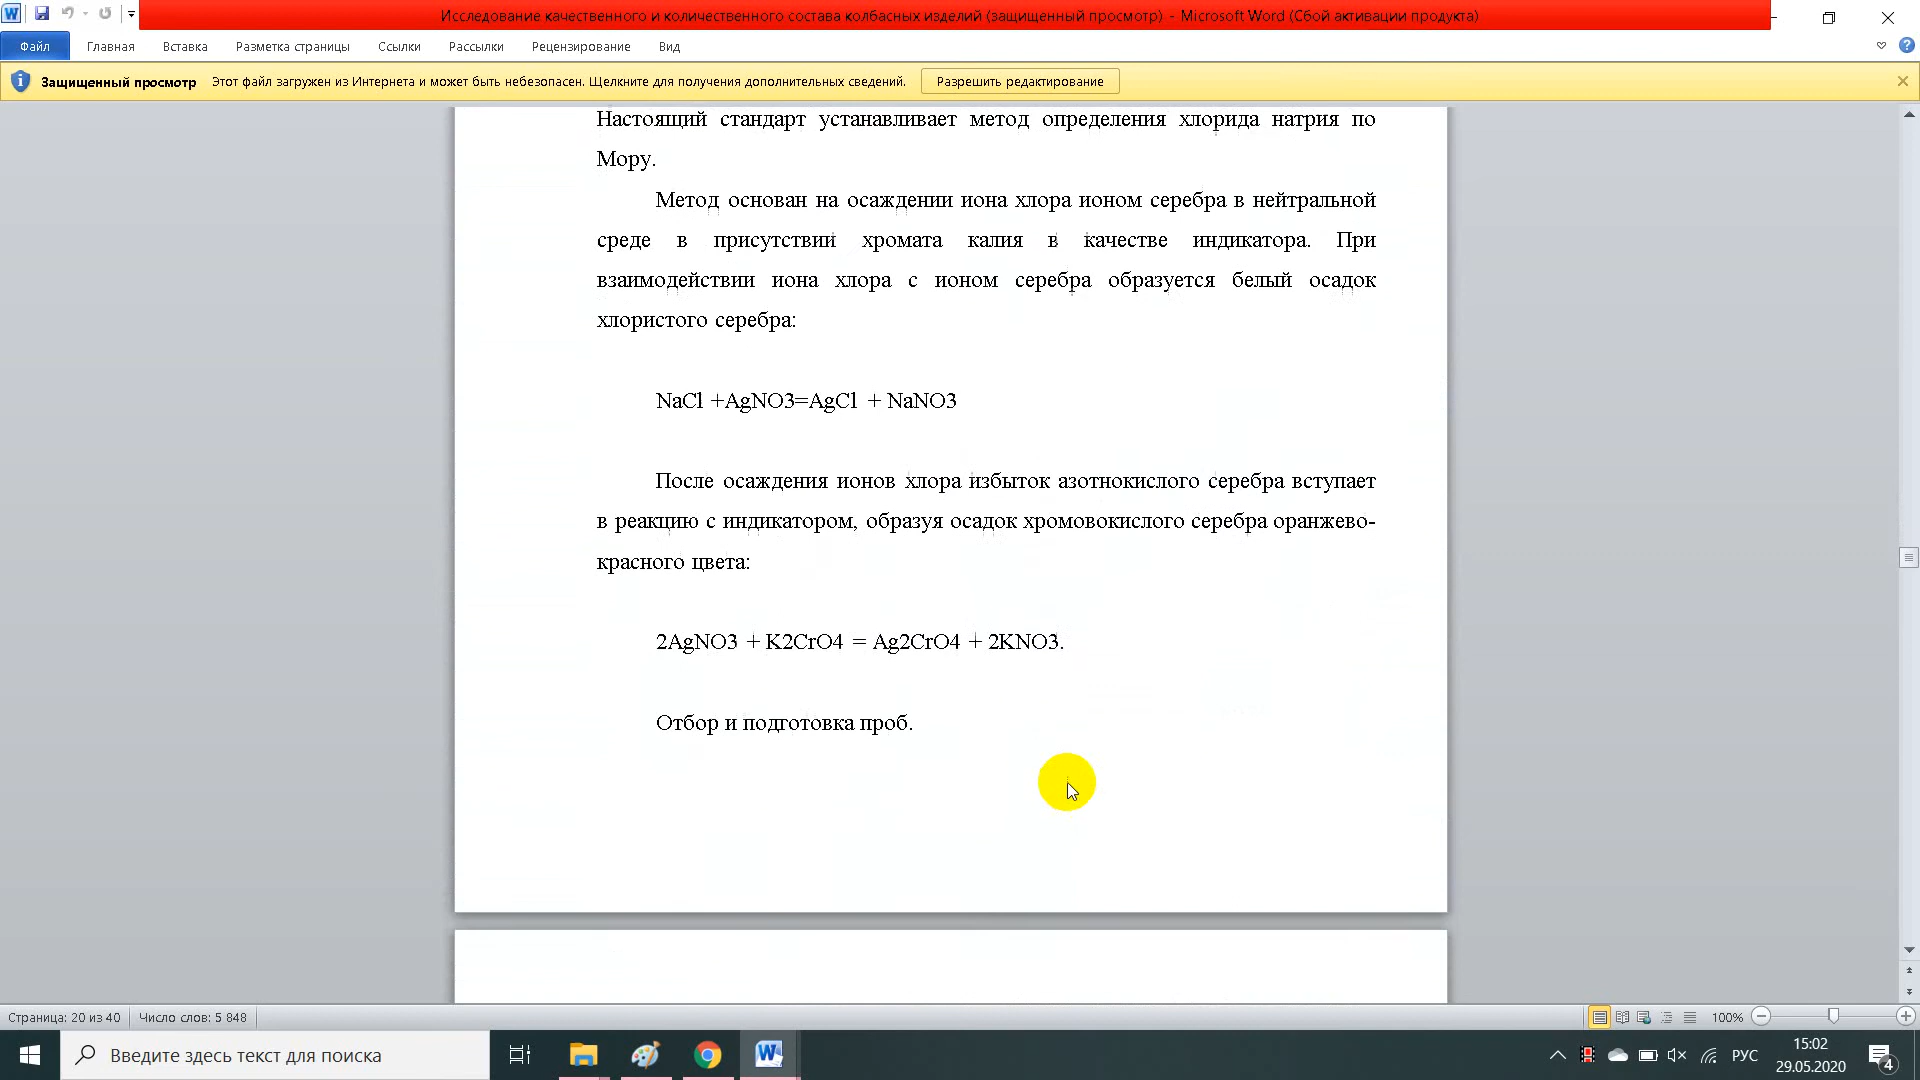 Исследование качественного и количественного состава колбасных изделий (защищенный просмотр) - Microsoft Word (Сбой активации продукта)
Файл Главная Вставка Разметка страницы Ссылки Рассылки Рецензирование Вид
Защищенный просмотр Этот файл загружен из Интернета и может быть небезопасен. Щелкните для получения дополнительных сведений. Разрешить редактирование
Настоящий стандарт устанавливает метод определения хлорида натрия по
Мору.
Метод основан на осаждении иона хлора ионом серебра в нейтральной
среде в присутствии хромата калия в качестве индикатора. При
взаимодействии иона хлора с ионом серебра образуется белый осадок
хлористого серебра:
NaCl +AgNO3=AgCl + NaNO3
После осаждения ионов хлора избыток азотнокислого серебра вступает
в реакцию с индикатором, образуя осадок хромовокислого серебра оранжево-
красного цвета:
2AgNO3 + K2CrO4 = Ag2CrO4 + 2KNO3.
Отбор и подготовка проб.
Страница: 20 из 40 Число слов: 5 848 100%
Введите здесь текст для поиска РУС 15:02
29.05.2020 4